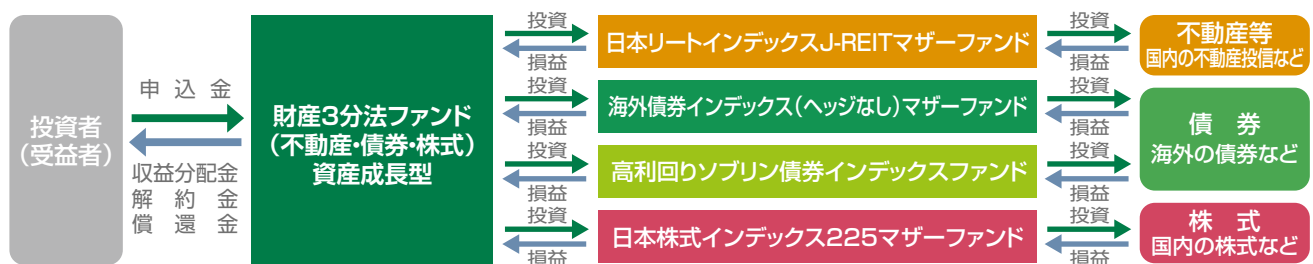 投資者
(受益者)
申込金
収益分配金
解約金
償還金
財産3分法ファンド
(不動産・債券・株式)
資産成長型
投資
損益
日本リートインデックスJ-REITマザーファンド
投資
損益
不動産等
国内の不動産投信など
投資
損益
海外債券インデックス(ヘッジなし)マザーファンド
投資
損益
債券
海外の債券など
投資
損益
高利回りソブリン債券インデックスファンド
投資
損益
投資
損益
日本株式インデックス225マザーファンド
投資
損益
株式
国内の株式など